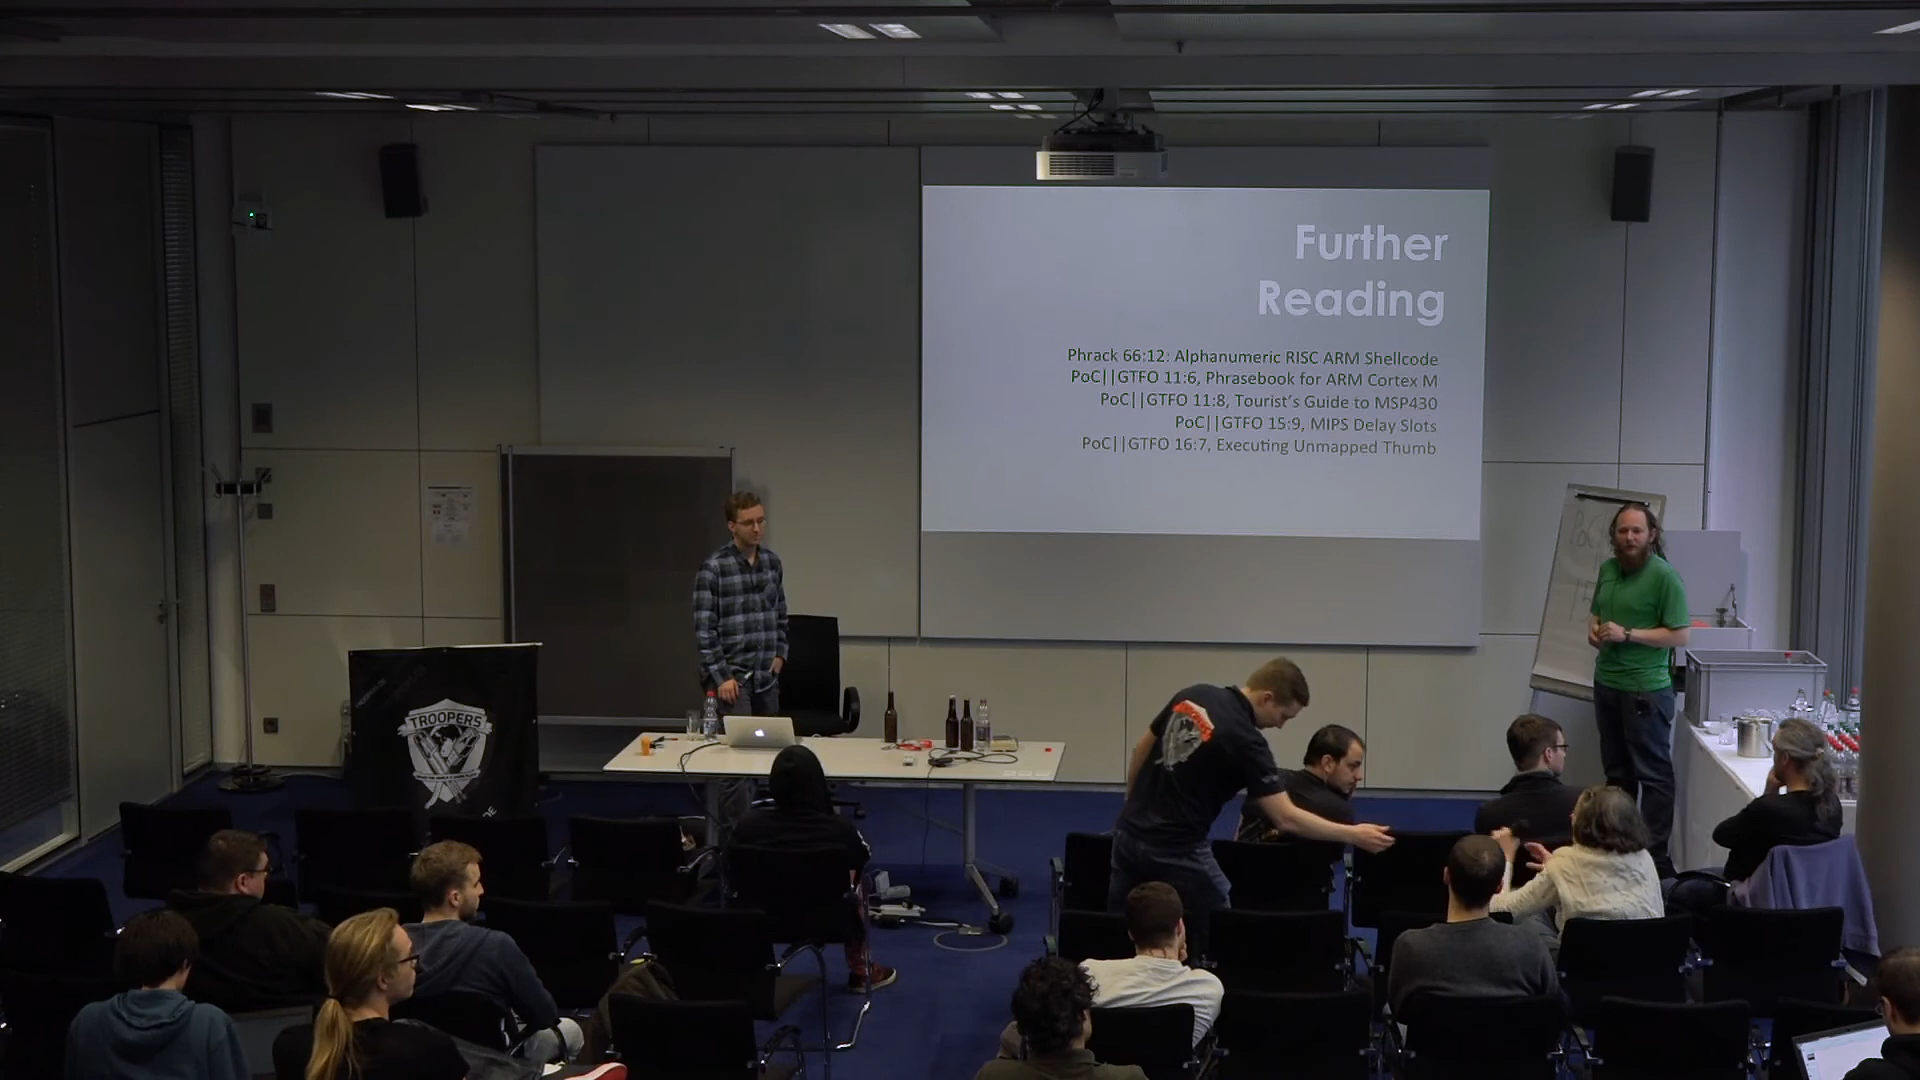 Further
Reading
Phrack 66:12: Alphanumeric RISC ARM Shellcode
PoC||GTFO 11:6, Phrasebook for ARM Cortex M
PoC||GTFO 11:8, Tourist's Guide to MSP430
PoC||GTFO 15:9, MIPS Delay Slots
PoC||GTFO 16:7, Executing Unmapped Thumb
TROOPERS